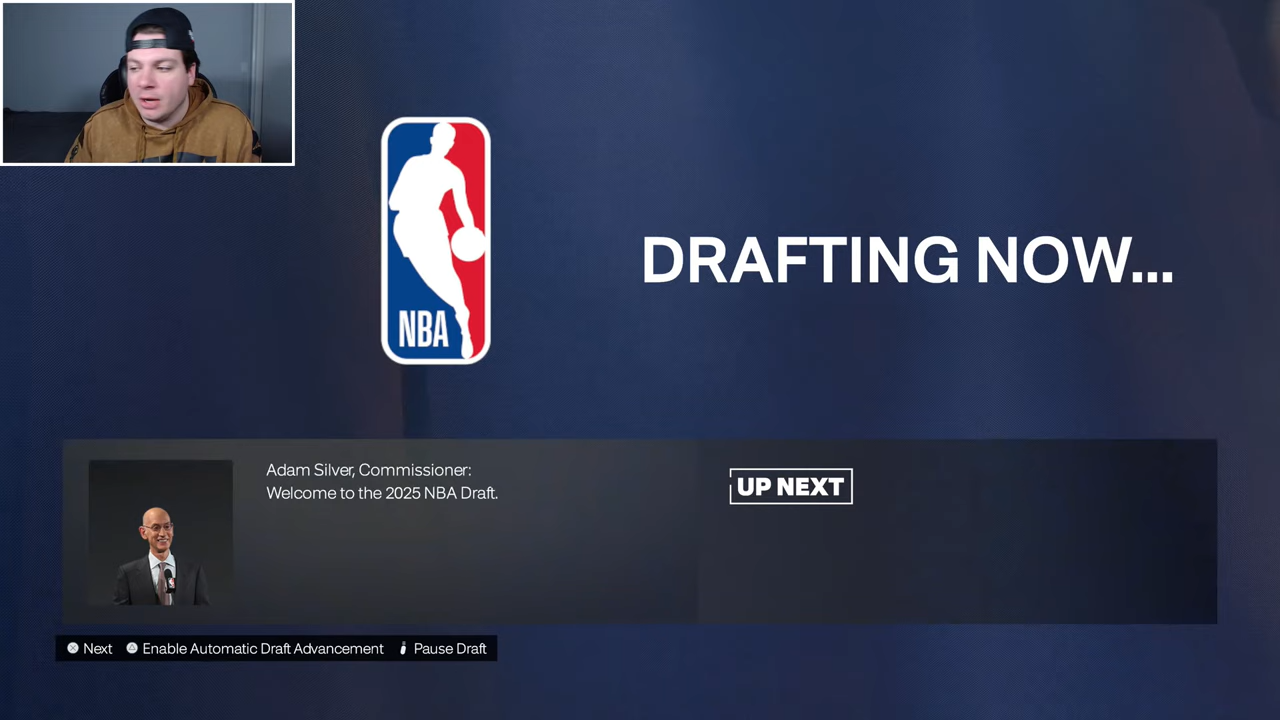 NBA
DRAFTING NOW...
Adam Silver, Commissioner:
Welcome to the 2025 NBA Draft.
UP NEXT
Next Enable Automatic Draft Advancement Pause Draft